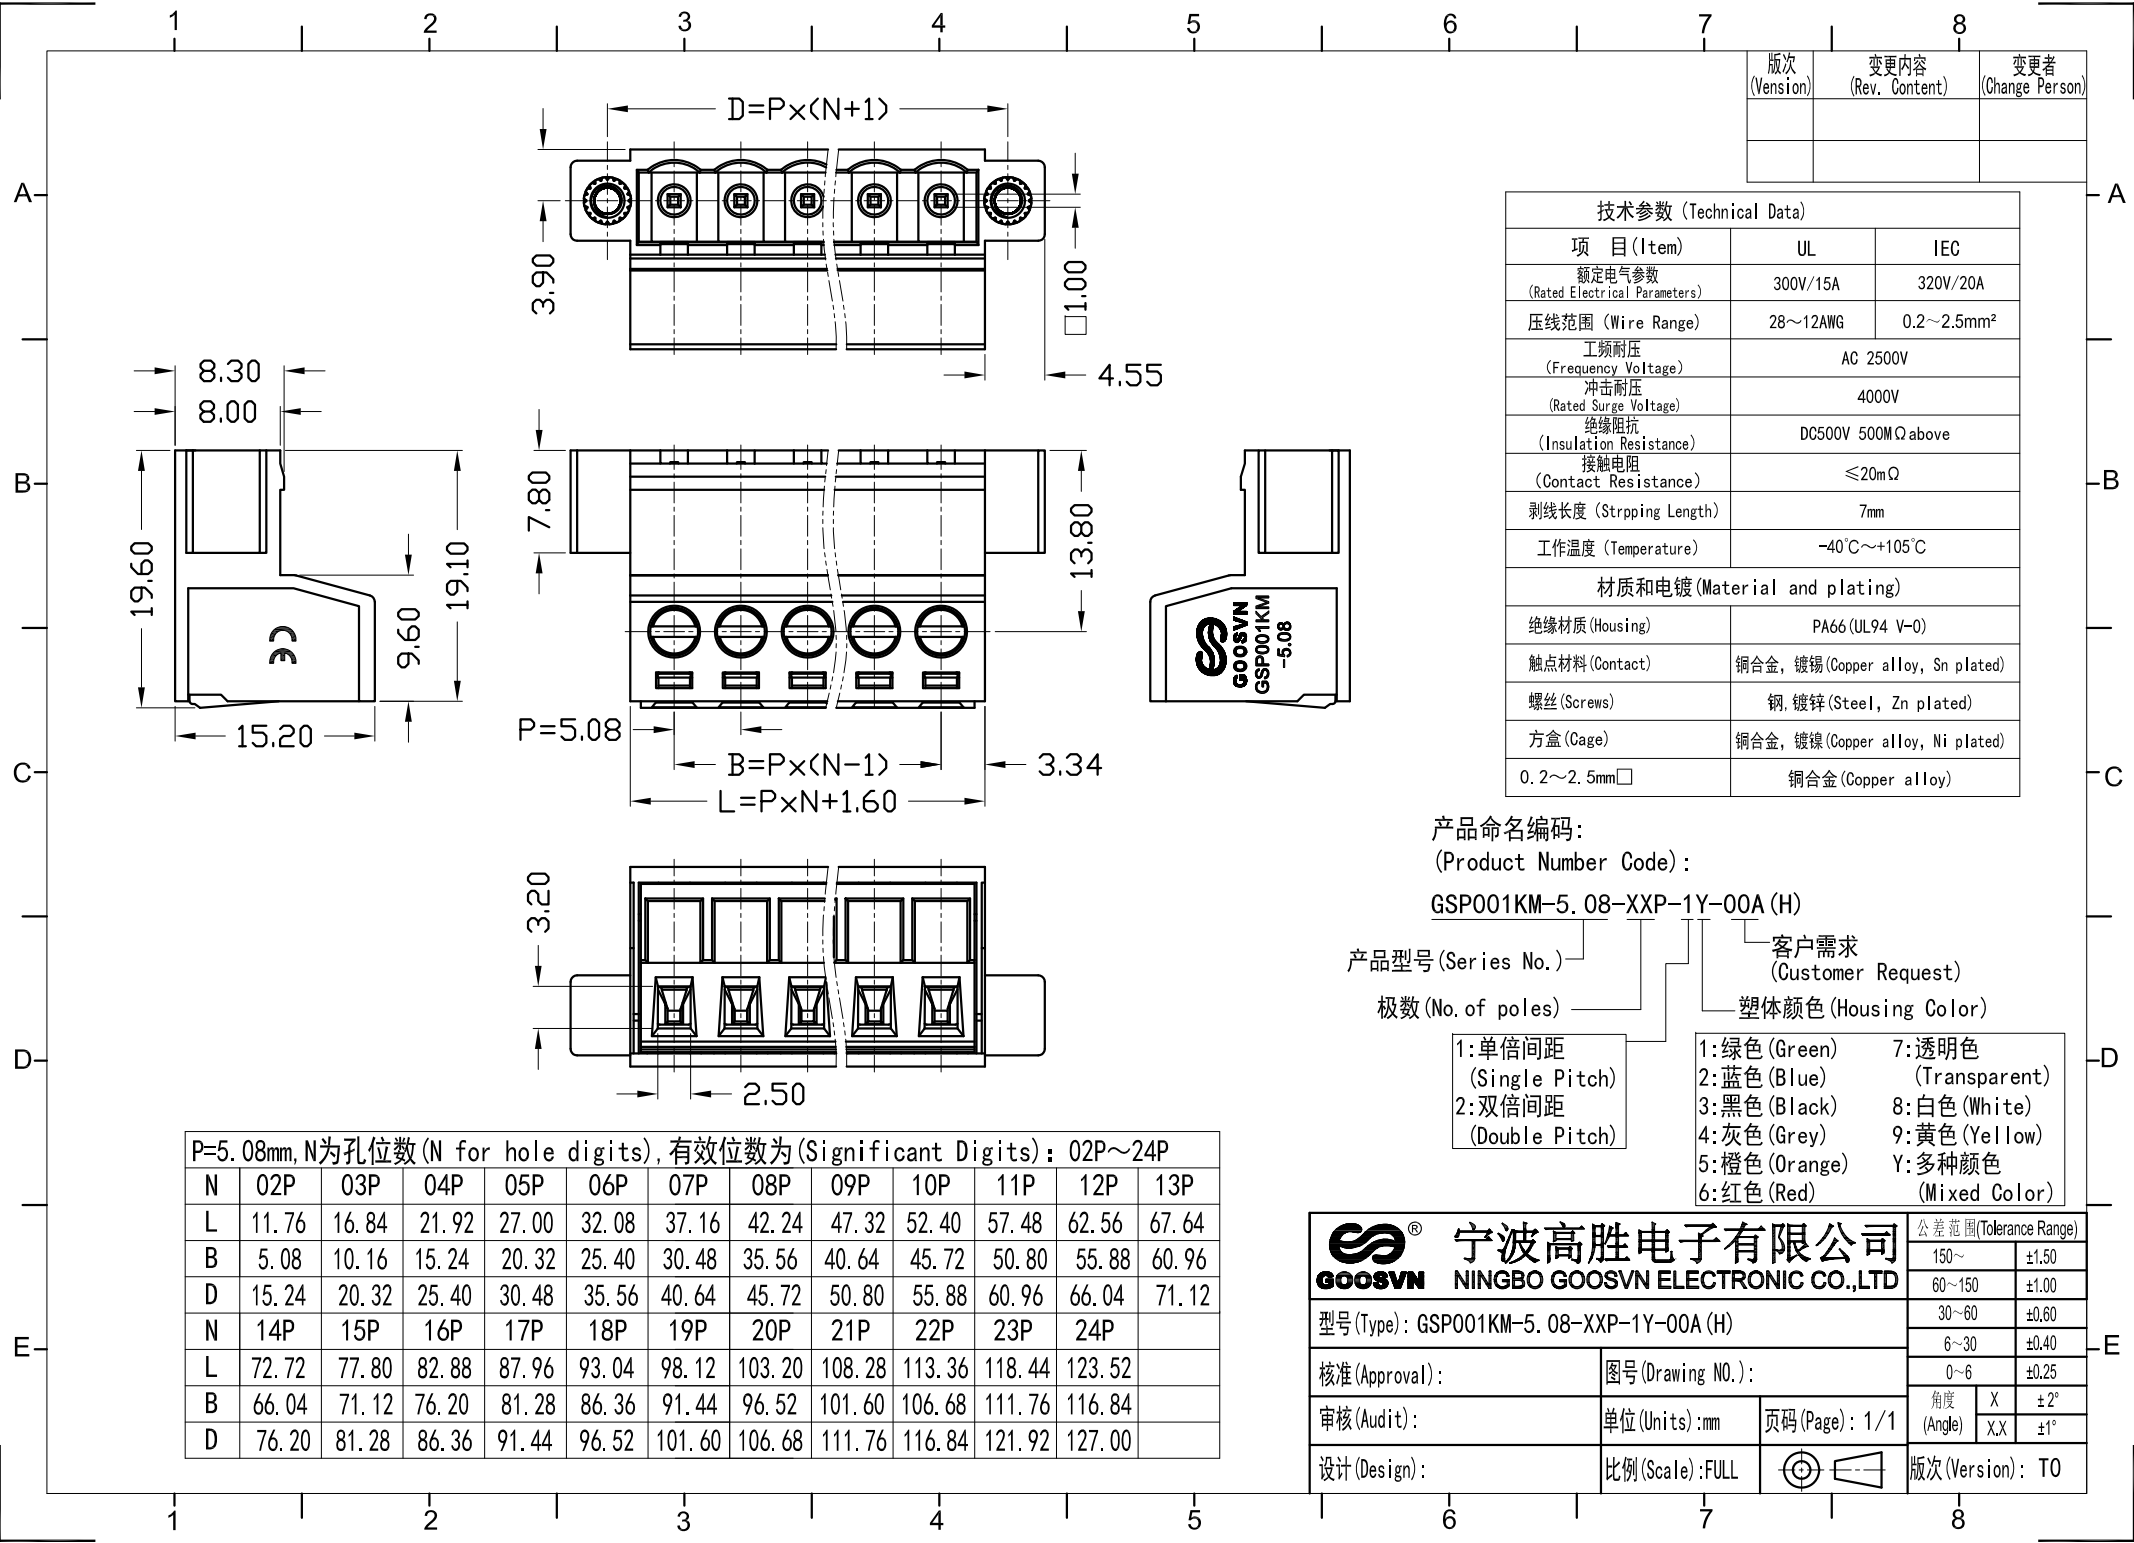 1 2 3 4 5 6 7 8
版次 变更内容 变更者
(Vension) (Rev. Content) (Change Person)
A A
B B
C C
D D
E E
D=P×(N+1)
3.90
□1.00
4.55
8.30
8.00
19.60
19.10
9.60
15.20
7.80
13.80
P=5.08
B=P×(N-1)
3.34
L=P×N+1.60
GOOSVN
GSP001KM
-5.08
CE
3.20
2.50
技术参数 (Technical Data)
项 目(Item) UL IEC
额定电气参数
(Rated Electrical Parameters) 300V/15A 320V/20A
压线范围 (Wire Range) 28～12AWG 0.2～2.5mm²
工频耐压
(Frequency Voltage) AC 2500V
冲击耐压
(Rated Surge Voltage) 4000V
绝缘阻抗
(Insulation Resistance) DC500V 500MΩabove
接触电阻
(Contact Resistance) ≤20mΩ
剥线长度 (Strpping Length) 7mm
工作温度 (Temperature) -40℃～+105℃
材质和电镀(Material and plating)
绝缘材质(Housing) PA66(UL94 V-0)
触点材料(Contact) 铜合金, 镀锡(Copper alloy, Sn plated)
螺丝(Screws) 钢,镀锌(Steel, Zn plated)
方盒(Cage) 铜合金, 镀镍(Copper alloy, Ni plated)
0.2～2.5mm□ 铜合金(Copper alloy)
产品命名编码:
(Product Number Code):
GSP001KM-5.08-XXP-1Y-00A(H)
客户需求
(Customer Request)
产品型号(Series No.)
极数(No.of poles)
塑体颜色(Housing Color)
1:单倍间距
(Single Pitch)
2:双倍间距
(Double Pitch)
1:绿色(Green) 7:透明色
2:蓝色(Blue) (Transparent)
3:黑色(Black) 8:白色(White)
4:灰色(Grey) 9:黄色(Yellow)
5:橙色(Orange) Y:多种颜色
6:红色(Red) (Mixed Color)
P=5.08mm,N为孔位数(N for hole digits),有效位数为(Significant Digits): 02P～24P
N 02P 03P 04P 05P 06P 07P 08P 09P 10P 11P 12P 13P
L 11.76 16.84 21.92 27.00 32.08 37.16 42.24 47.32 52.40 57.48 62.56 67.64
B 5.08 10.16 15.24 20.32 25.40 30.48 35.56 40.64 45.72 50.80 55.88 60.96
D 15.24 20.32 25.40 30.48 35.56 40.64 45.72 50.80 55.88 60.96 66.04 71.12
N 14P 15P 16P 17P 18P 19P 20P 21P 22P 23P 24P
L 72.72 77.80 82.88 87.96 93.04 98.12 103.20 108.28 113.36 118.44 123.52
B 66.04 71.12 76.20 81.28 86.36 91.44 96.52 101.60 106.68 111.76 116.84
D 76.20 81.28 86.36 91.44 96.52 101.60 106.68 111.76 116.84 121.92 127.00
® 宁波高胜电子有限公司
GOOSVN NINGBO GOOSVN ELECTRONIC CO.,LTD
公差范围(Tolerance Range)
150～ ±1.50
60～150 ±1.00
30～60 ±0.60
6～30 ±0.40
0～6 ±0.25
角度
(Angle) X ±2°
X.X ±1°
型号(Type): GSP001KM-5.08-XXP-1Y-00A(H)
核准(Approval): 图号(Drawing NO.):
审核(Audit): 单位(Units):mm 页码(Page): 1/1
设计(Design): 比例(Scale):FULL 版次(Version): T0
1 2 3 4 5 6 7 8